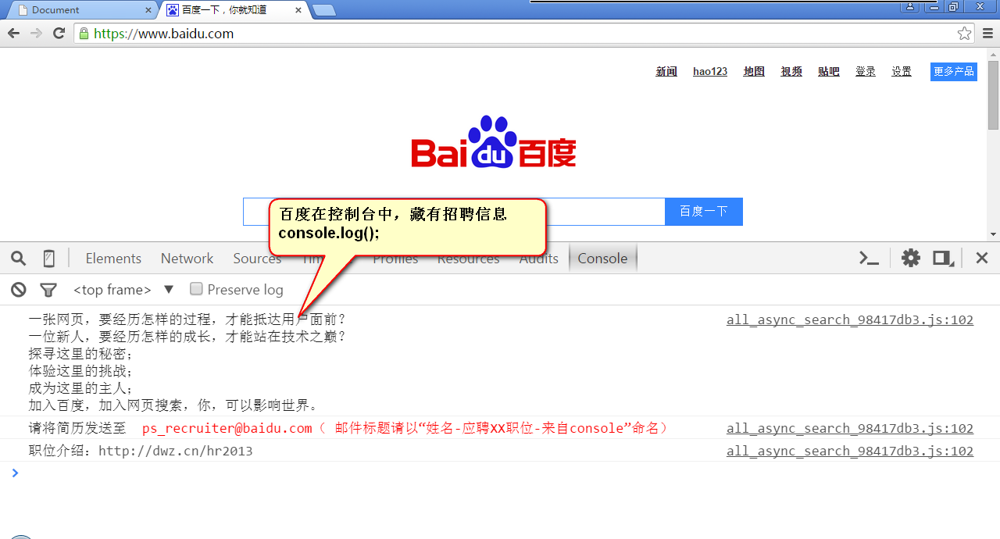 Document
百度一下，你就知道
https://www.baidu.com
新闻 hao123 地图 视频 贴吧 登录 设置 更多产品
Bai du 百度
百度一下
百度在控制台中，藏有招聘信息
console.log();
Elements Network Sources Profiles Resources Audits Console
<top frame> ▼ Preserve log
一张网页，要经历怎样的过程，才能抵达用户面前？ all_async_search_98417db3.js:102
一位新人，要经历怎样的成长，才能站在技术之巅？
探寻这里的秘密；
体验这里的挑战；
成为这里的主人；
加入百度，加入网页搜索，你，可以影响世界。
请将简历发送至 ps_recruiter@baidu.com（ 邮件标题请以“姓名-应聘XX职位-来自console”命名） all_async_search_98417db3.js:102
职位介绍：http://dwz.cn/hr2013 all_async_search_98417db3.js:102